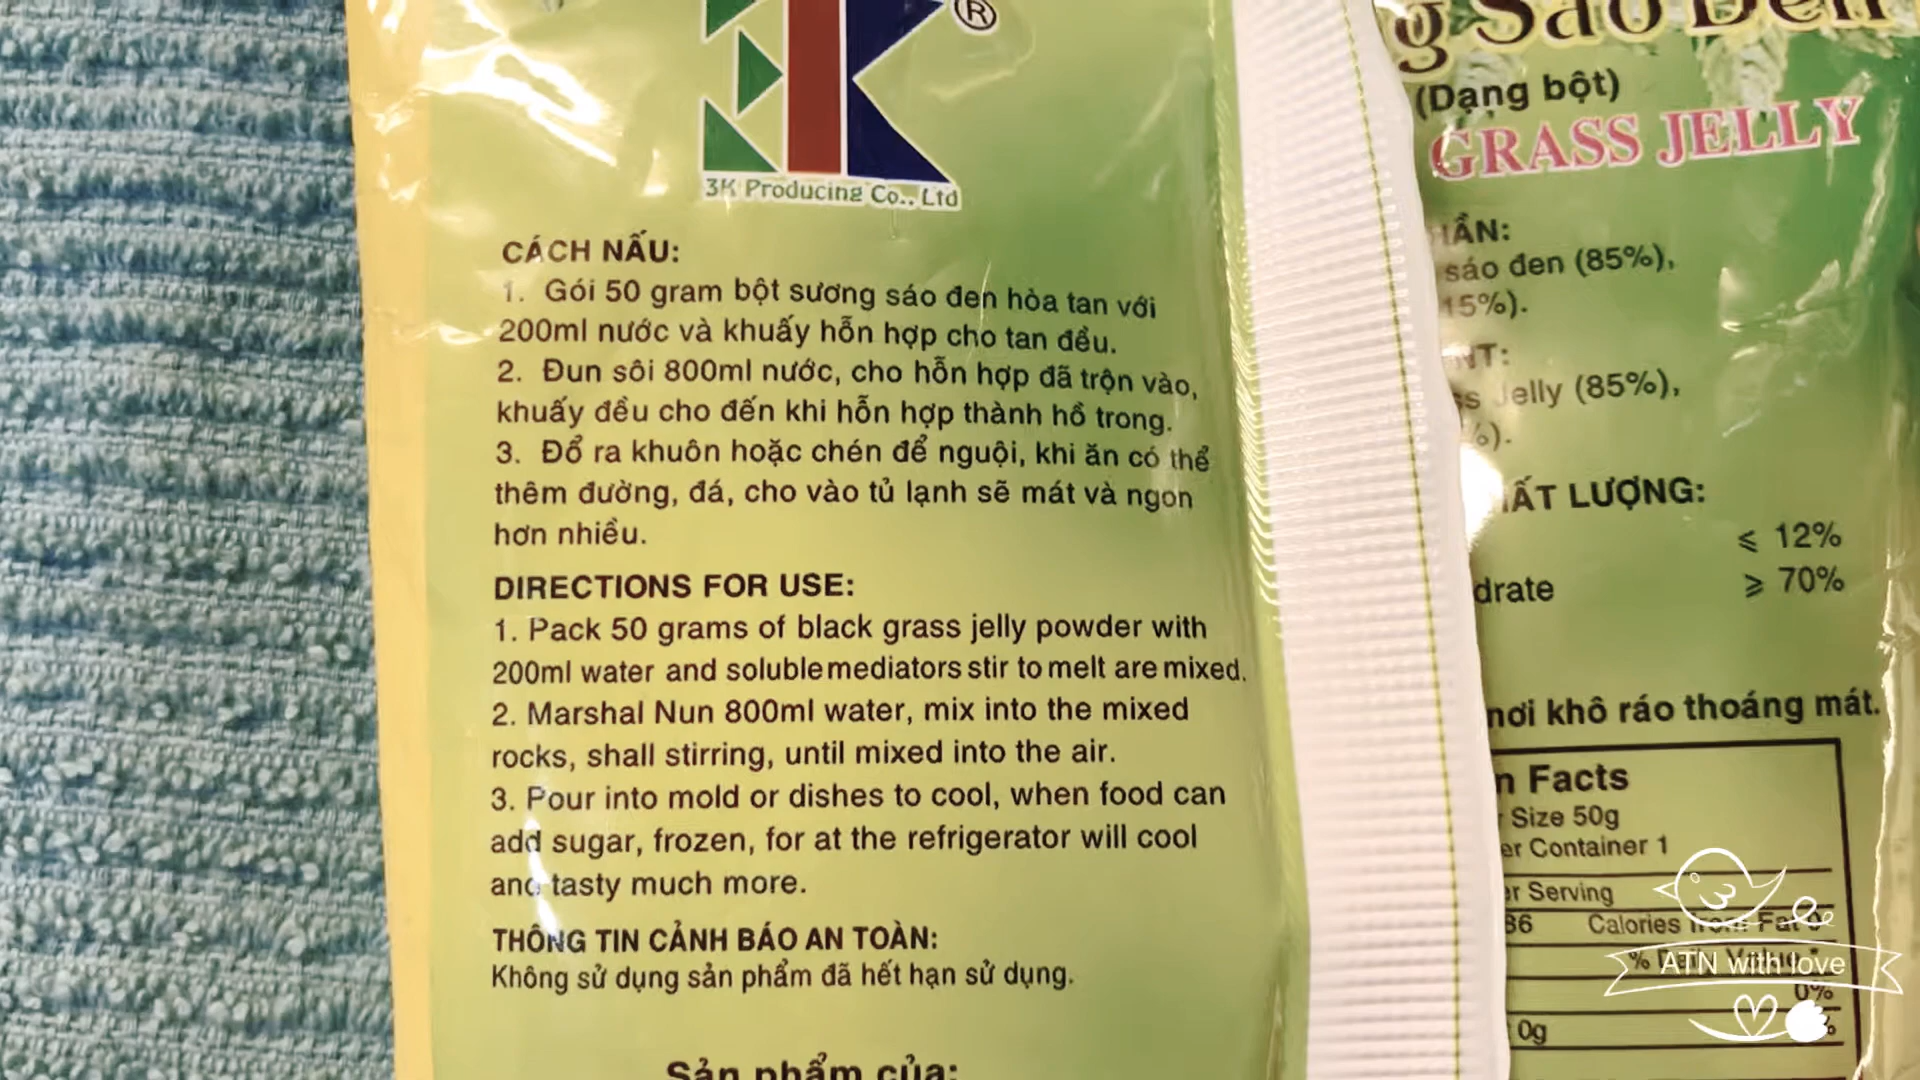 ®
3K Producing Co., Ltd
CÁCH NẤU:
1. Gói 50 gram bột sương sáo đen hòa tan với
200ml nước và khuấy hỗn hợp cho tan đều.
2. Đun sôi 800ml nước, cho hỗn hợp đã trộn vào,
khuấy đều cho đến khi hỗn hợp thành hồ trong.
3. Đổ ra khuôn hoặc chén để nguội, khi ăn có thể
thêm đường, đá, cho vào tủ lạnh sẽ mát và ngon
hơn nhiều.
DIRECTIONS FOR USE:
1. Pack 50 grams of black grass jelly powder with
200ml water and soluble mediators stir to melt are mixed.
2. Marshal Nun 800ml water, mix into the mixed
rocks, shall stirring, until mixed into the air.
3. Pour into mold or dishes to cool, when food can
add sugar, frozen, for at the refrigerator will cool
and tasty much more.
THÔNG TIN CẢNH BÁO AN TOÀN:
Không sử dụng sản phẩm đã hết hạn sử dụng.
Sản phẩm của:
g Sáo Đen
(Dạng bột)
GRASS JELLY
sáo đen (85%),
15%).
Jelly (85%),
LƯỢNG:
⩽ 12%
drate ⩾ 70%
nơi khô ráo thoáng mát.
Facts
Size 50g
Container 1
Serving
Calories from Fat 0
0%
0g
ATN with love